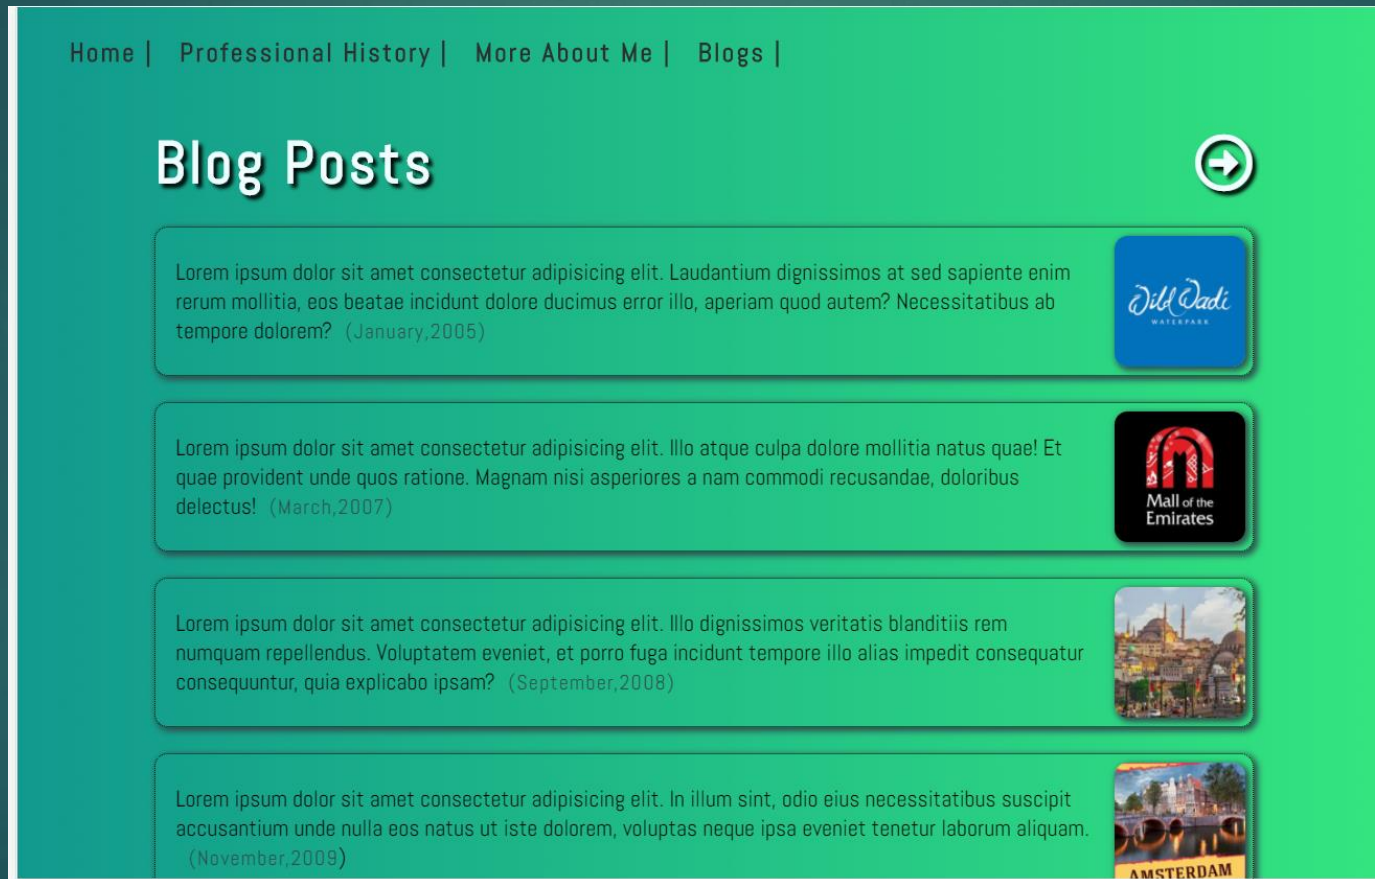 Home | Professional History | More About Me | Blogs |
Blog Posts
Lorem ipsum dolor sit amet consectetur adipisicing elit. Laudantium dignissimos at sed sapiente enim
rerum mollitia, eos beatae incidunt dolore ducimus error illo, aperiam quod autem? Necessitatibus ab
tempore dolorem? (January,2005)
Wild Wadi
WATERPARK
Lorem ipsum dolor sit amet consectetur adipisicing elit. Illo atque culpa dolore mollitia natus quae! Et
quae provident unde quos ratione. Magnam nisi asperiores a nam commodi recusandae, doloribus
delectus! (March,2007)
Mall of the
Emirates
Lorem ipsum dolor sit amet consectetur adipisicing elit. Illo dignissimos veritatis blanditiis rem
numquam repellendus. Voluptatem eveniet, et porro fuga incidunt tempore illo alias impedit consequatur
consequuntur, quia explicabo ipsam? (September,2008)
Lorem ipsum dolor sit amet consectetur adipisicing elit. In illum sint, odio eius necessitatibus suscipit
accusantium unde nulla eos natus ut iste dolorem, voluptas neque ipsa eveniet tenetur laborum aliquam.
(November,2009)
AMSTERDAM